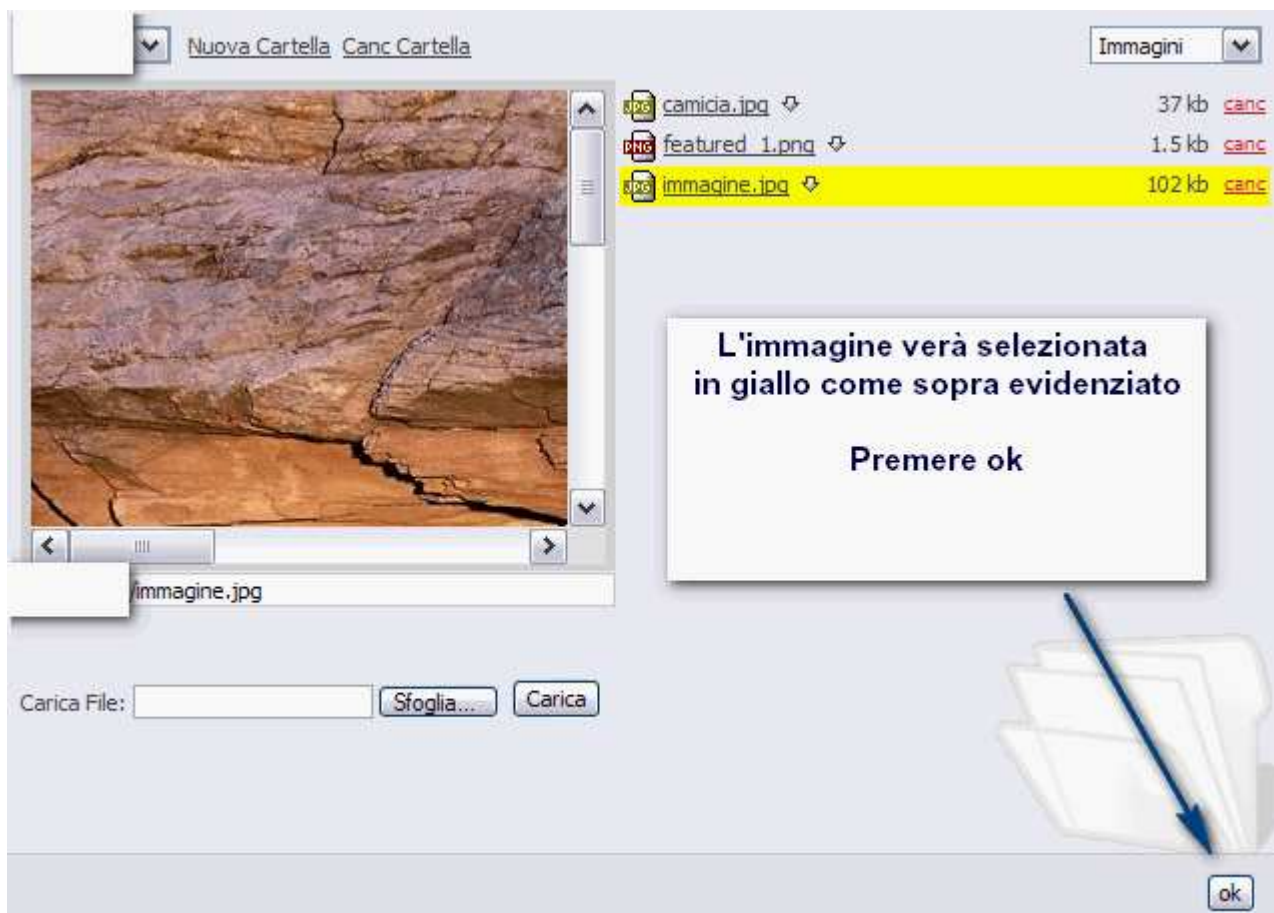 Nuova Cartella Canc Cartella
Immagini
camicia.jpg 37 kb canc
featured_1.png 1.5 kb canc
immagine.jpg 102 kb canc
L'immagine verà selezionata
in giallo come sopra evidenziato
Premere ok
/immagine.jpg
Carica File: Sfoglia... Carica
ok